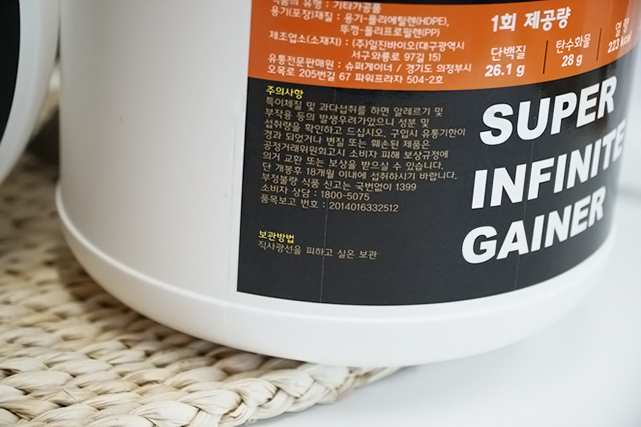 식품의 유형 : 기타가공품
용기(포장)재질 : 용기-폴리에틸렌(HDPE),
뚜껑-폴리프로필렌(PP)
제조업소(소재지) : (주)일진바이오(대구광역시
서구와룡로 97길 15)
유통전문판매원 : 슈퍼게이너 / 경기도 의정부시
오목로 205번길 67 파워프라자 504-2호
1회 제공량
단백질
26.1 g
탄수화물
28 g
열량
223 kcal
주의사항
특이체질 및 과다섭취를 하면 알레르기 및
부작용 등의 발생우려가있으니 성분 및
섭취량을 확인하고 드십시오. 구입시 유통기한이
경과 되었거나 변질 또는 훼손된 제품은
공정거래위원회고시 소비자 피해 보상규정에
의거 교환 또는 보상을 받으실 수 있습니다.
단 개봉후 18개월 이내에 섭취하시기 바랍니다.
부정불량 식품 신고는 국번없이 1399
소비자 상담 : 1800-5075
품목보고 번호 : 2014016332512
보관방법
직사광선을 피하고 실온 보관
SUPER
INFINITE
GAINER